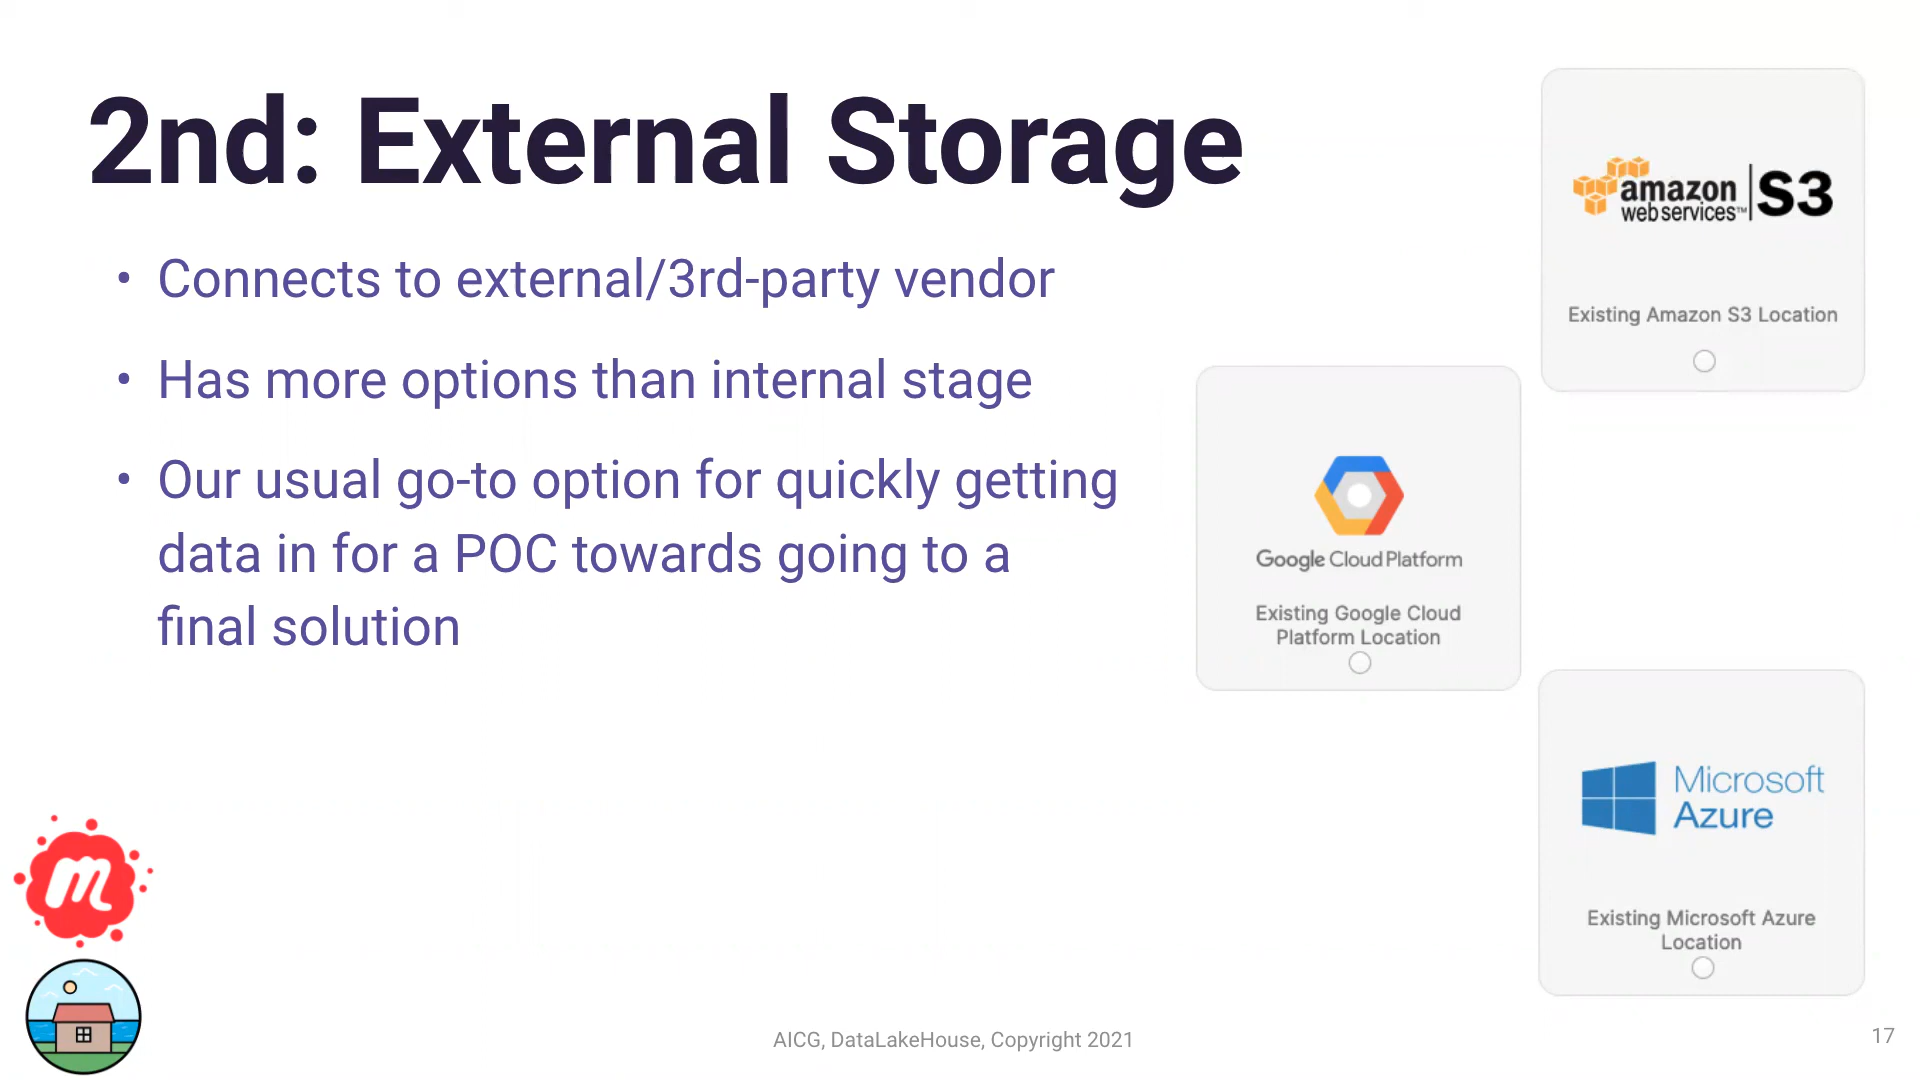 2nd: External Storage
• Connects to external/3rd-party vendor
• Has more options than internal stage
• Our usual go-to option for quickly getting
data in for a POC towards going to a
final solution
amazon
web services™
S3
Existing Amazon S3 Location
Google Cloud Platform
Existing Google Cloud
Platform Location
Microsoft
Azure
Existing Microsoft Azure
Location
m
AICG, DataLakeHouse, Copyright 2021
17